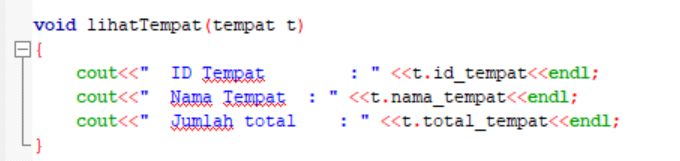 void lihatTempat(tempat t)
{
cout<<"  ID Tempat          : " <<t.id_tempat<<endl;
cout<<"  Nama Tempat  : " <<t.nama_tempat<<endl;
cout<<"  Jumlah total     : " <<t.total_tempat<<endl;
}